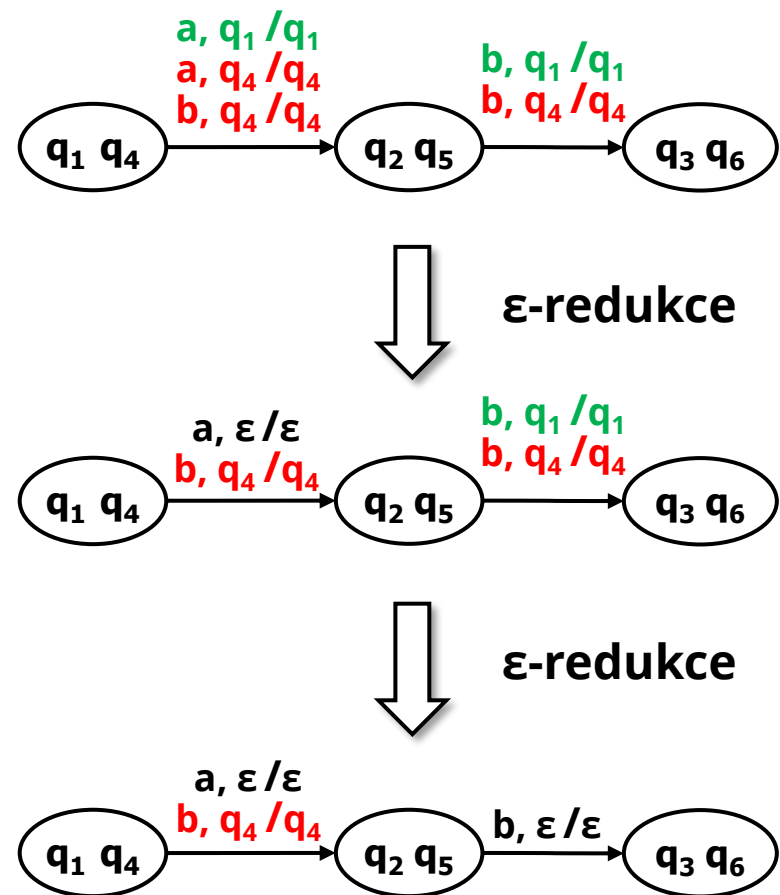 a, q₁/q₁
a, q₄/q₄
b, q₄/q₄
b, q₁/q₁
b, q₄/q₄
q₁ q₄
q₂ q₅
q₃ q₆
ε-redukce
a, ε/ε
b, q₄/q₄
b, q₁/q₁
b, q₄/q₄
q₁ q₄
q₂ q₅
q₃ q₆
ε-redukce
a, ε/ε
b, q₄/q₄
b, ε/ε
q₁ q₄
q₂ q₅
q₃ q₆